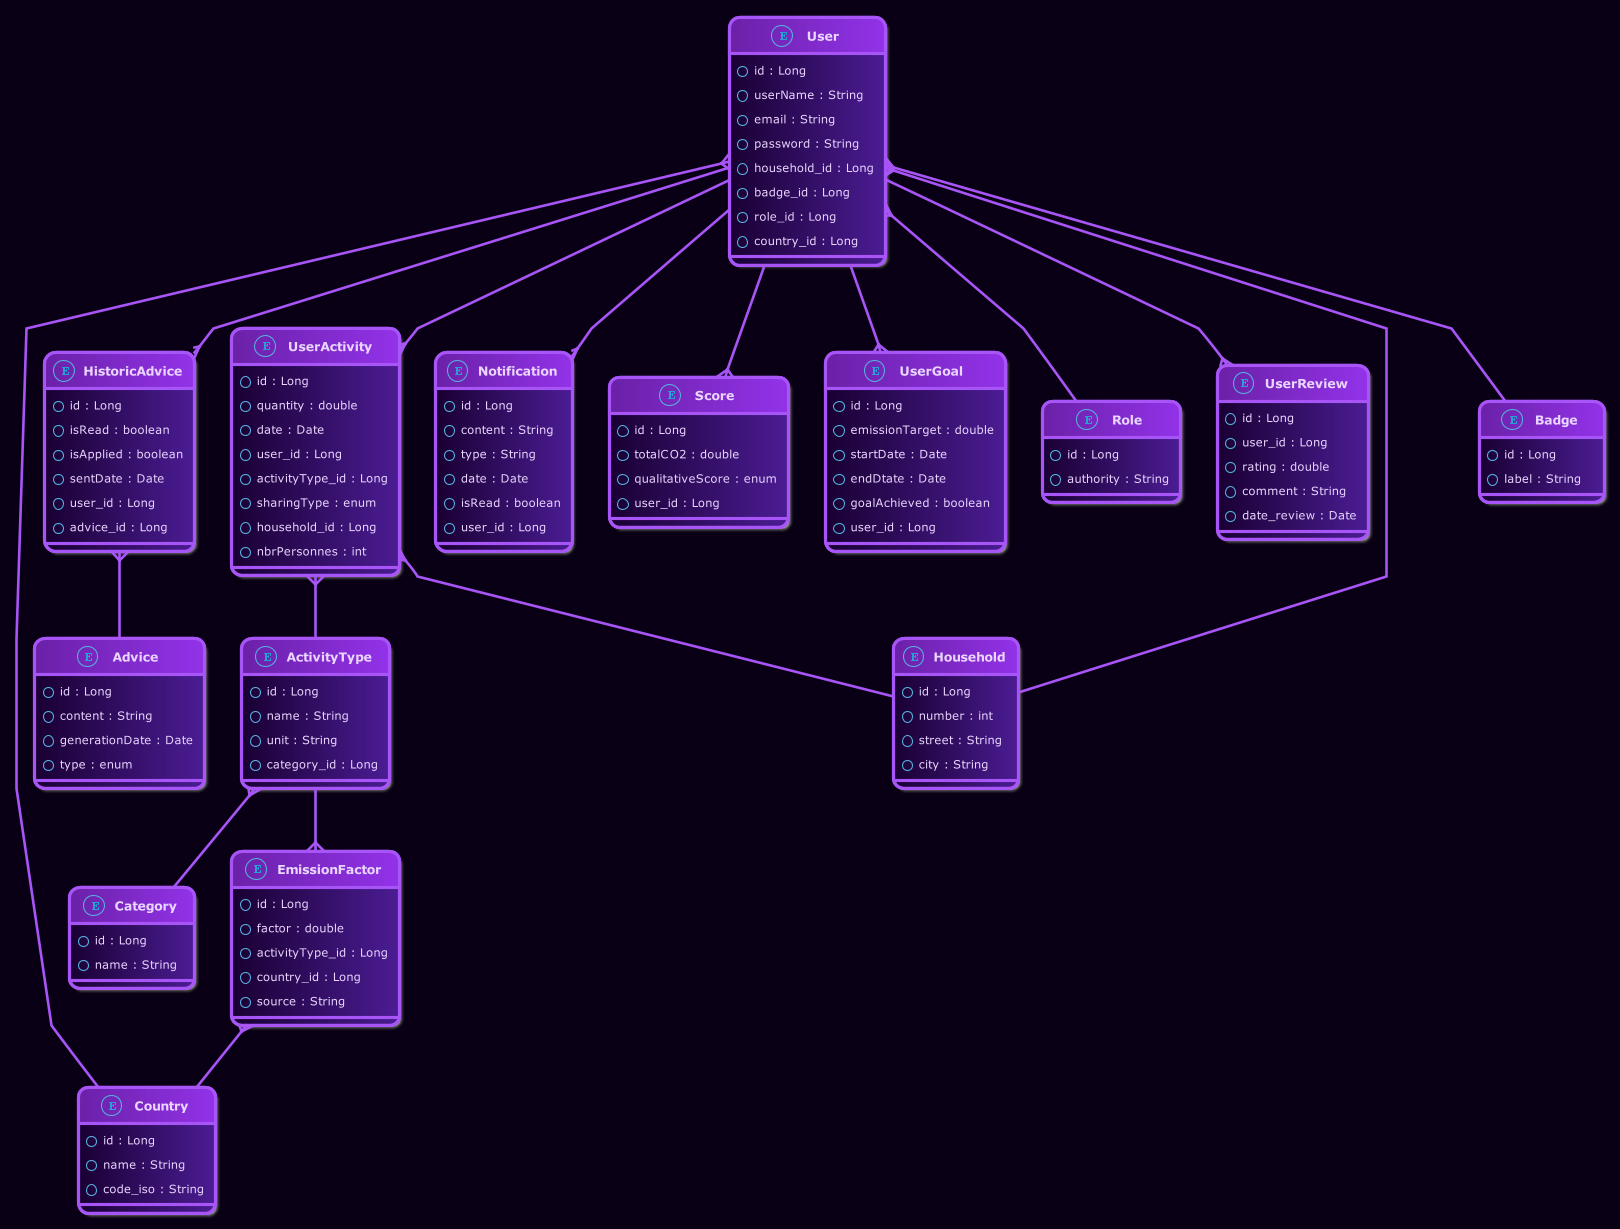 E User
id : Long
userName : String
email : String
password : String
household_id : Long
badge_id : Long
role_id : Long
country_id : Long
E HistoricAdvice
id : Long
isRead : boolean
isApplied : boolean
sentDate : Date
user_id : Long
advice_id : Long
E UserActivity
id : Long
quantity : double
date : Date
user_id : Long
activityType_id : Long
sharingType : enum
household_id : Long
nbrPersonnes : int
E Notification
id : Long
content : String
type : String
date : Date
isRead : boolean
user_id : Long
E Score
id : Long
totalCO2 : double
qualitativeScore : enum
user_id : Long
E UserGoal
id : Long
emissionTarget : double
startDate : Date
endDtate : Date
goalAchieved : boolean
user_id : Long
E Role
id : Long
authority : String
E UserReview
id : Long
user_id : Long
rating : double
comment : String
date_review : Date
E Badge
id : Long
label : String
E Advice
id : Long
content : String
generationDate : Date
type : enum
E ActivityType
id : Long
name : String
unit : String
category_id : Long
E Household
id : Long
number : int
street : String
city : String
E Category
id : Long
name : String
E EmissionFactor
id : Long
factor : double
activityType_id : Long
country_id : Long
source : String
E Country
id : Long
name : String
code_iso : String